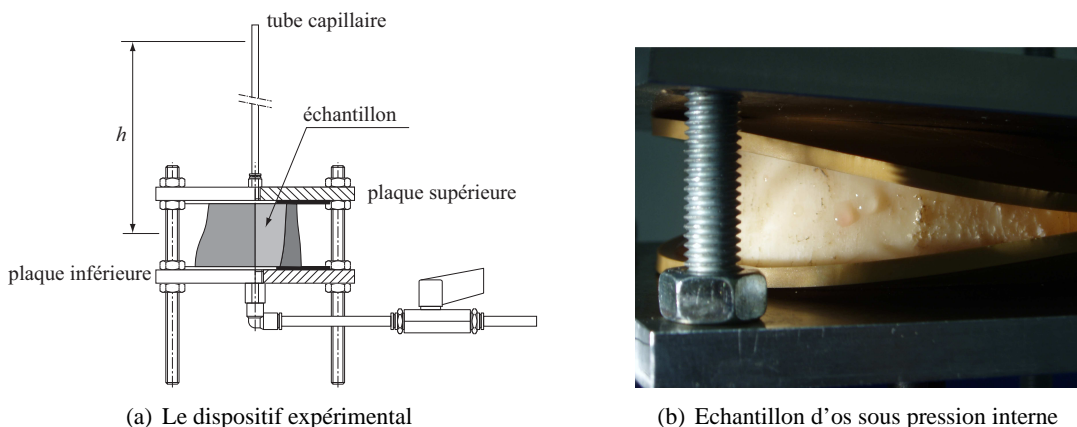 tube capillaire
h
échantillon
plaque supérieure
plaque inférieure
(a) Le dispositif expérimental
(b) Echantillon d'os sous pression interne